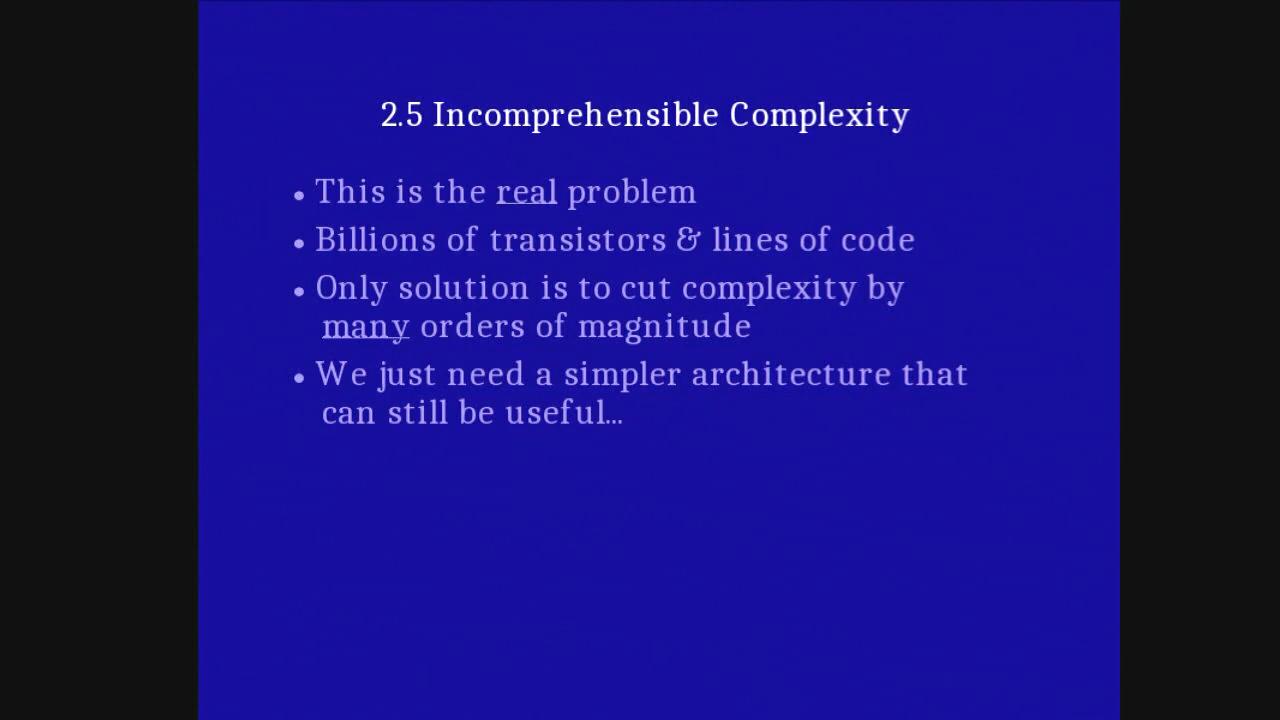 2.5 Incomprehensible Complexity
• This is the real problem
• Billions of transistors & lines of code
• Only solution is to cut complexity by
many orders of magnitude
• We just need a simpler architecture that
can still be useful...